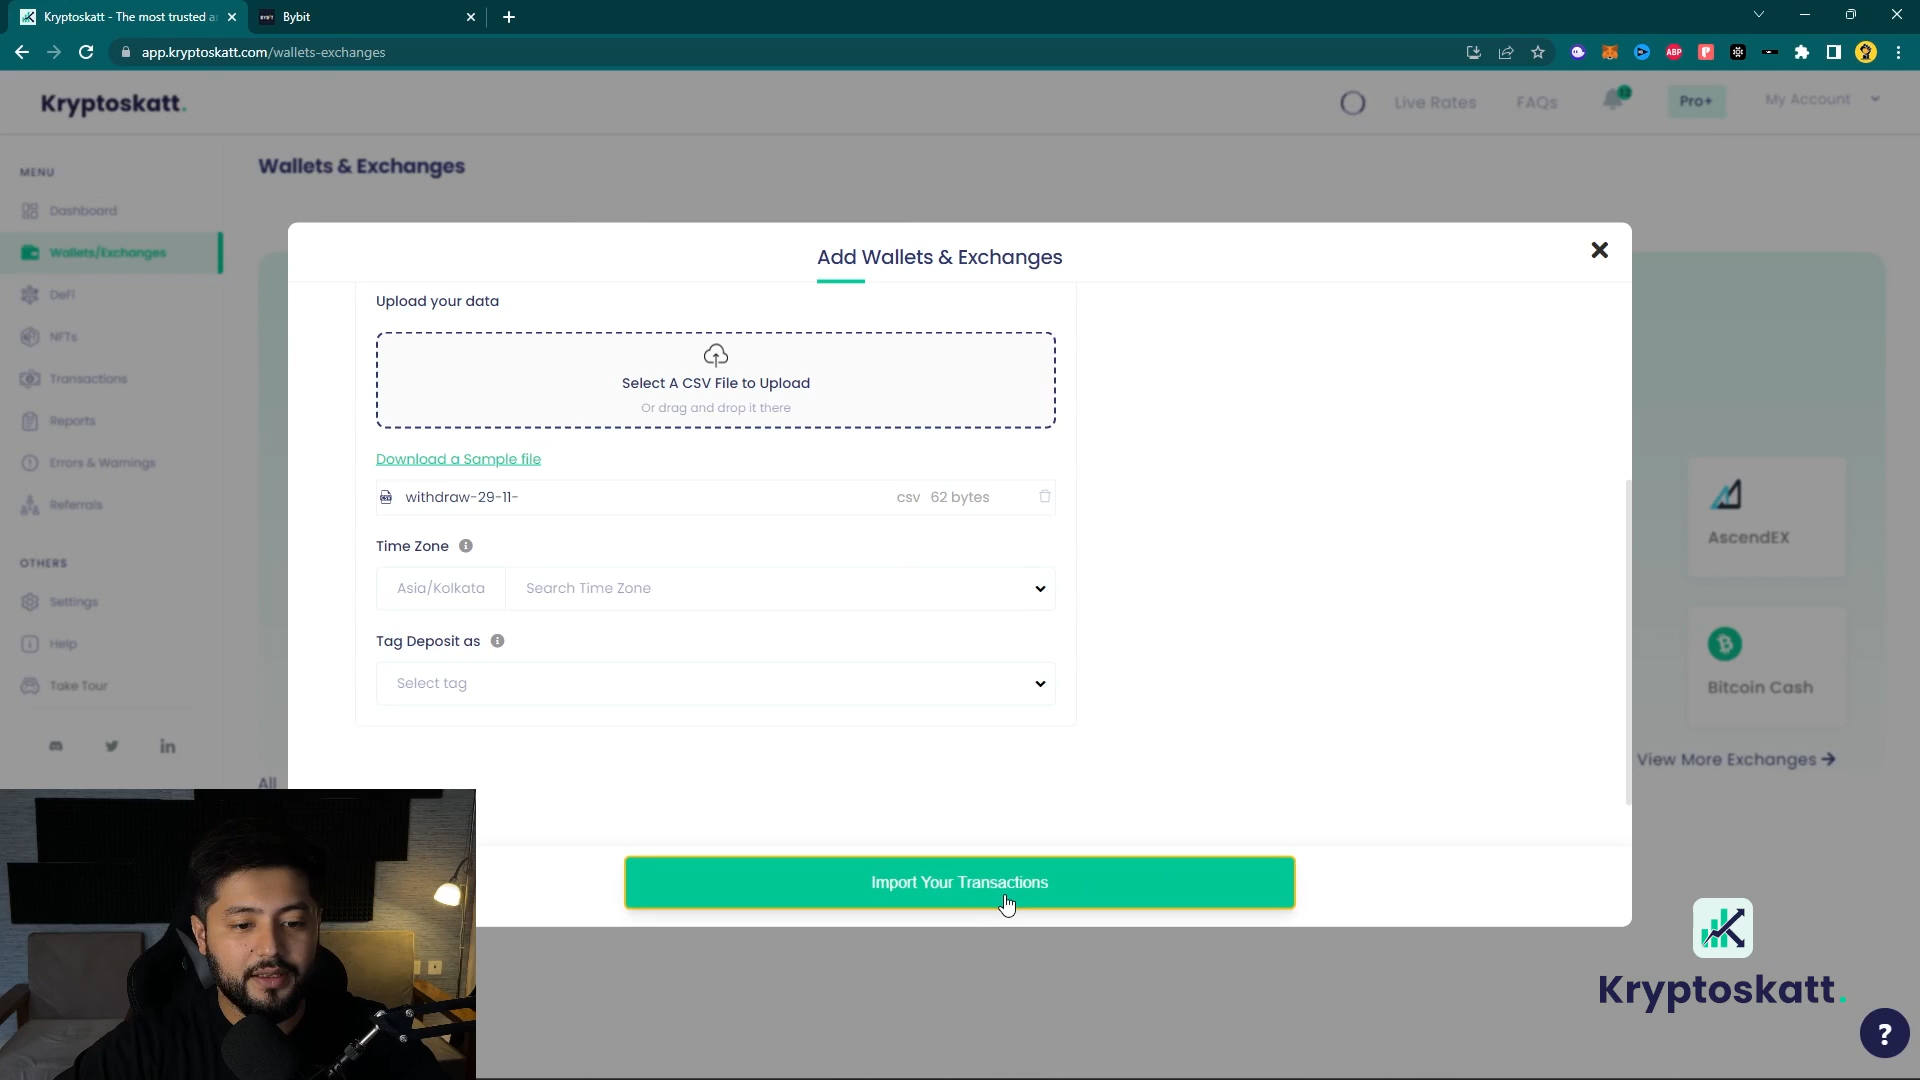 Kryptoskatt - The most trusted a
Bybit
app.kryptoskatt.com/wallets-exchanges
ABP
Kryptoskatt.
Live Rates
FAQs
Pro+
My Account
MENU
Dashboard
Wallets/Exchanges
DeFi
NFTs
Transactions
Reports
Errors & Warnings
Referrals
OTHERS
Settings
Help
Take Tour
in
Wallets & Exchanges
All
Add Wallets & Exchanges
Upload your data
Select A CSV File to Upload
Or drag and drop it there
Download a Sample file
withdraw-29-11-
csv 62 bytes
Time Zone
Asia/Kolkata
Search Time Zone
Tag Deposit as
Select tag
Import Your Transactions
AscendEX
Bitcoin Cash
View More Exchanges
Kryptoskatt.
?